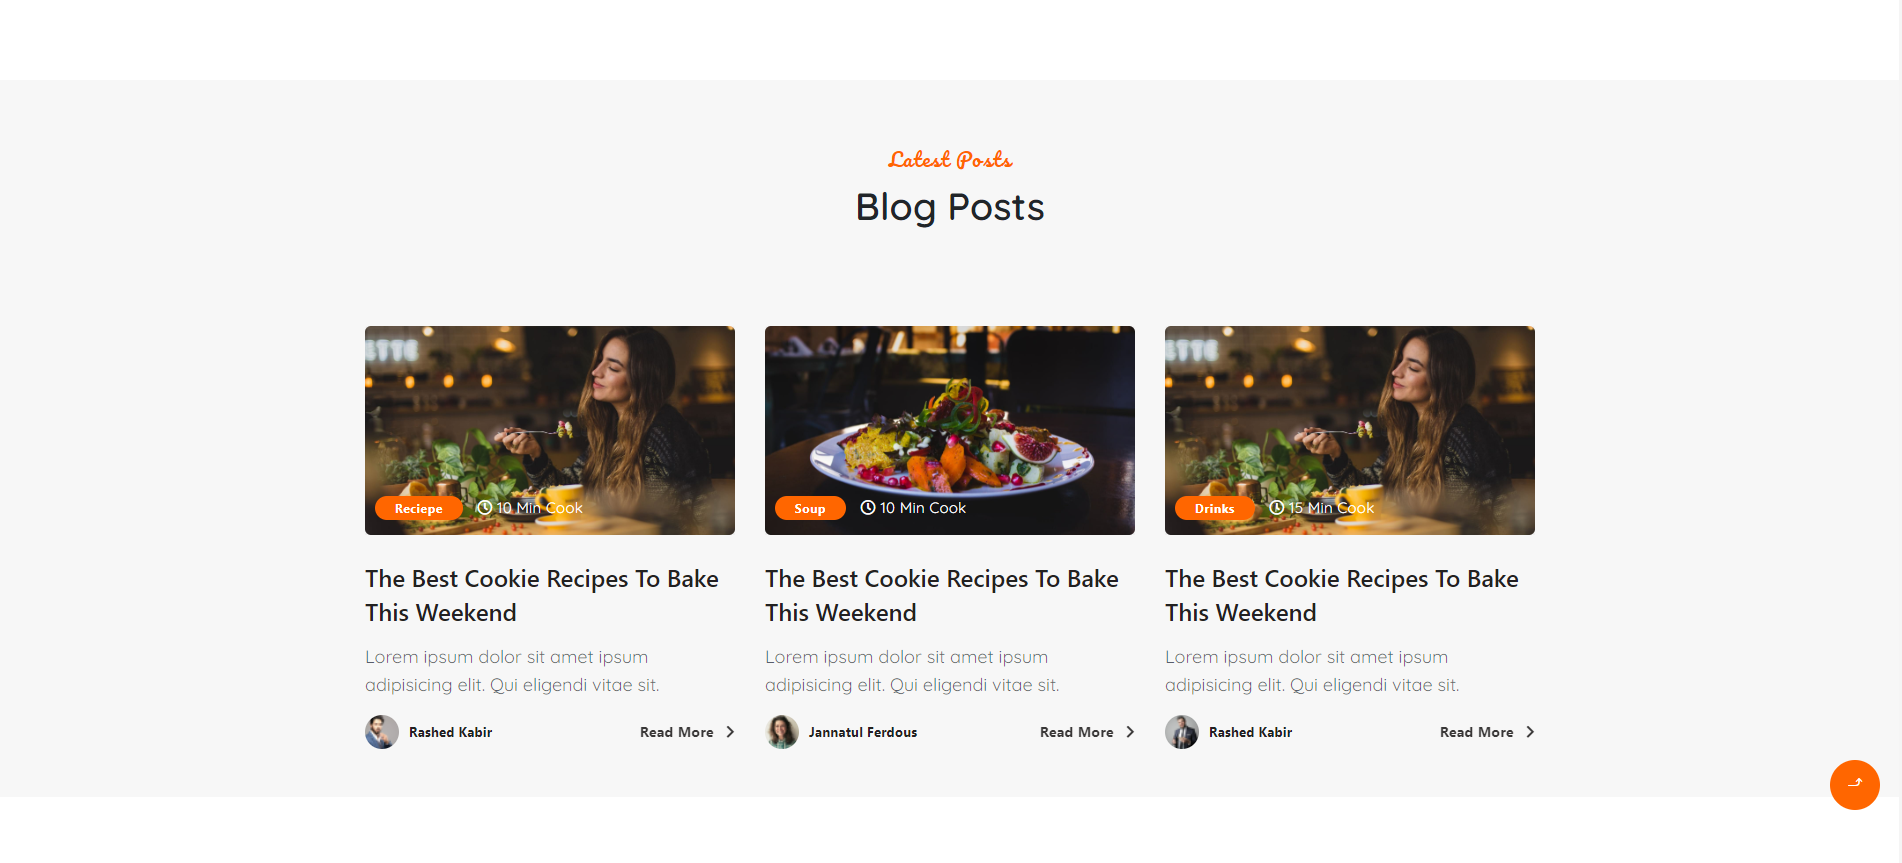 Latest Posts
Blog Posts
ETTE
Reciepe 10 Min Cook
The Best Cookie Recipes To Bake
This Weekend
Lorem ipsum dolor sit amet ipsum
adipisicing elit. Qui eligendi vitae sit.
Rashed Kabir Read More
Soup 10 Min Cook
The Best Cookie Recipes To Bake
This Weekend
Lorem ipsum dolor sit amet ipsum
adipisicing elit. Qui eligendi vitae sit.
Jannatul Ferdous Read More
ETTE
Drinks 15 Min Cook
The Best Cookie Recipes To Bake
This Weekend
Lorem ipsum dolor sit amet ipsum
adipisicing elit. Qui eligendi vitae sit.
Rashed Kabir Read More